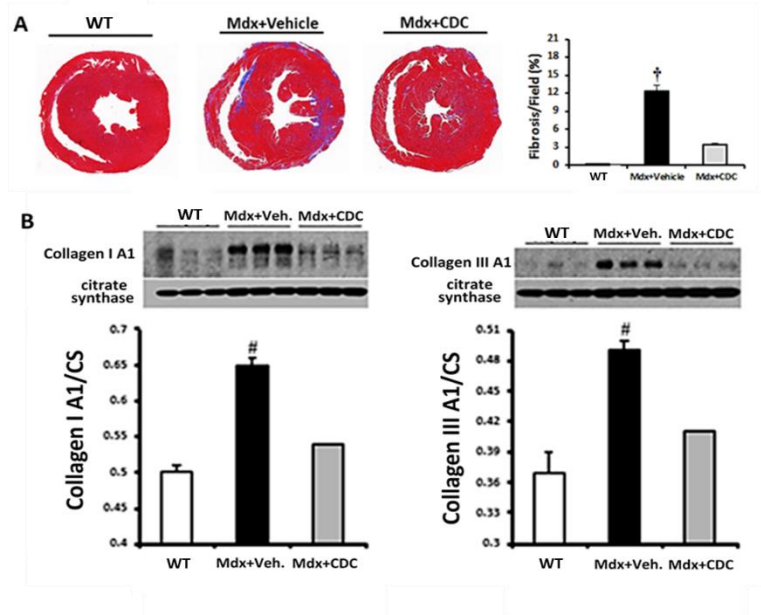 A
WT
Mdx+Vehicle
Mdx+CDC
Fibrosis/Field (%)
21
18
15
12
9
6
3
0
†
WT
Mdx+Vehicle
Mdx+CDC
B
WT
Mdx+Veh.
Mdx+CDC
Collagen I A1
citrate
synthase
Collagen I A1/CS
0.7
0.65
0.6
0.55
0.5
0.45
0.4
#
WT
Mdx+Veh.
Mdx+CDC
WT
Mdx+Veh.
Mdx+CDC
Collagen III A1
citrate
synthase
Collagen III A1/CS
0.51
0.48
0.45
0.42
0.39
0.36
0.33
0.3
#
WT
Mdx+Veh.
Mdx+CDC